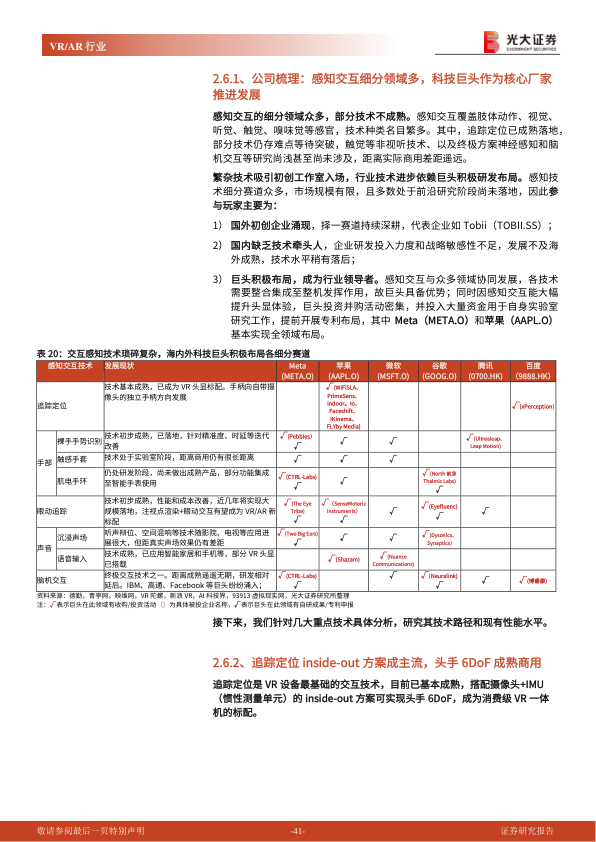 VR/AR 行业
光大证券
EVERBRIGHT SECURITIES
2.6.1、公司梳理：感知交互细分领域多，科技巨头作为核心厂家
推进发展
感知交互的细分领域众多，部分技术不成熟。感知交互覆盖肢体动作、视觉、
听觉、触觉、嗅味觉等感官，技术种类名目繁多。其中，追踪定位已成熟落地，
部分技术仍存难点等待突破，触觉等非视听技术、以及终极方案神经感知和脑
机交互等研究尚浅甚至尚未涉及，距离实际商用差距遥远。
繁杂技术吸引初创工作室入场，行业技术进步依赖巨头积极研发布局。感知技
术细分赛道众多，市场规模有限，且多数处于前沿研究阶段尚未落地，因此参
与玩家主要为：
1） 国外初创企业涌现，择一赛道持续深耕，代表企业如 Tobii（TOBII.SS）；
2） 国内缺乏技术牵头人，企业研发投入力度和战略敏感性不足，发展不及海
外成熟，技术水平稍有落后；
3） 巨头积极布局，成为行业领导者。感知交互与众多领域协同发展，各技术
需要整合集成至整机发挥作用，故巨头具备优势；同时因感知交互能大幅
提升头显体验，巨头投资并购活动密集，并投入大量资金用于自身实验室
研究工作，提前开展专利布局，其中 Meta（META.O）和苹果（AAPL.O）
基本实现全领域布局。
表 20：交互感知技术琐碎复杂，海内外科技巨头积极布局各细分赛道
感知交互技术 发展现状 Meta 苹果 微软 谷歌 腾讯 百度
(META.O) (AAPL.O) (MSFT.O) (GOOG.O) (0700.HK) (9888.HK）
追踪定位 技术基本成熟，已成为 VR 头显标配。手柄向自带摄 √(WiFiSLA、
像头的独立手柄方向发展 PrimeSens、
indoor。io、
Faceshift、
IKinema、
FLYby Media) √(xPerception)
手部 裸手手势识别 技术初步成熟，已落地，针对精准度、时延等迭代 √(Pebbles) √ √ √(Ultraleap、
改善 √ Leap Motion)
触感手套 技术处于实验室阶段，距离商用仍有很长距离 √ √ √
肌电手环 仍处研发阶段，尚未做出成熟产品，部分功能集成 √(CTRL-Labs) √ √(North 前身
至智能手表使用 √ Thalmic Labs)
√
眼动追踪 技术初步成熟，性能和成本改善，近几年将实现大 √(The Eye √（SenseMotoric √ √(Eyefluenc) √
规模落地，注视点渲染+眼动交互有望成为 VR/AR 新 Tribe) Instruments) √
标配 √ √
声音 沉浸声场 听声辩位、空间混响等技术随影院、电视等应用进 √(Two Big Ears) √ √ √(Dysonics、
展很大，但距真实声场效果仍有差距 √ Synaptics)
语音输入 技术成熟，已应用智能家居和手机等，部分 VR 头显 √(Shazam) √(Nuance
已搭载 Communications)
脑机交互 终极交互技术之一。距离成熟遥遥无期，研发相对 √(CTRL-Labs) √ √(Neuralink) √ √(博睿康)
延后。IBM、高通、Facebook 等巨头纷纷涌入； √ √
资料来源：德勤，青亭网，映维网，VR 陀螺，新浪 VR，AI 科技界，93913 虚拟现实网，光大证券研究所整理
注：√表示巨头在此领域有收购/投资活动（）为具体被投企业名称，√表示巨头在此领域有自研成果/专利申报
接下来，我们针对几大重点技术具体分析，研究其技术路径和现有性能水平。
2.6.2、追踪定位 inside-out 方案成主流，头手 6DoF 成熟商用
追踪定位是 VR 设备最基础的交互技术，目前已基本成熟，搭配摄像头+IMU
（惯性测量单元）的 inside-out 方案可实现头手 6DoF，成为消费级 VR 一体
机的标配。
敬请参阅最后一页特别声明 -41- 证券研究报告